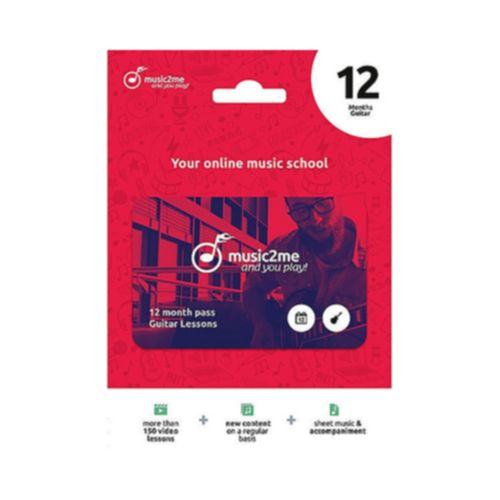 music2me
and you play!
12
Months
Guitar
Your online music school
music2me
and you play!
12 month pass
Guitar Lessons
12
more than
150 video
lessons
+
new content
on a regular
basis
+
sheet music &
accompaniment